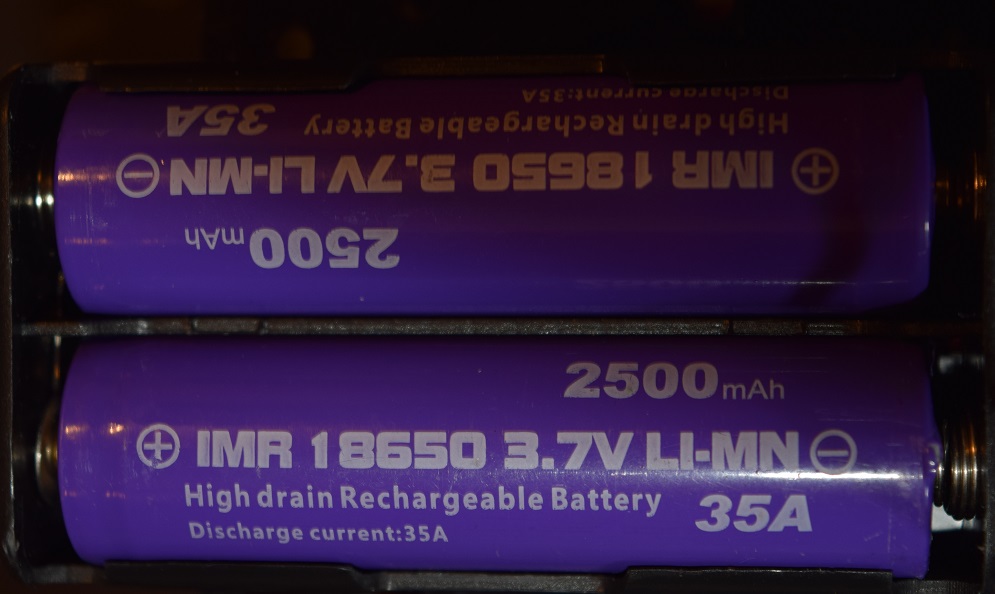 2500mAh
⊕ IMR 18650 3.7V LI-MN ⊖
High drain Rechargeable Battery 35A
Discharge current:35A
2500mAh
⊕ IMR 18650 3.7V LI-MN ⊖
High drain Rechargeable Battery 35A
Discharge current:35A